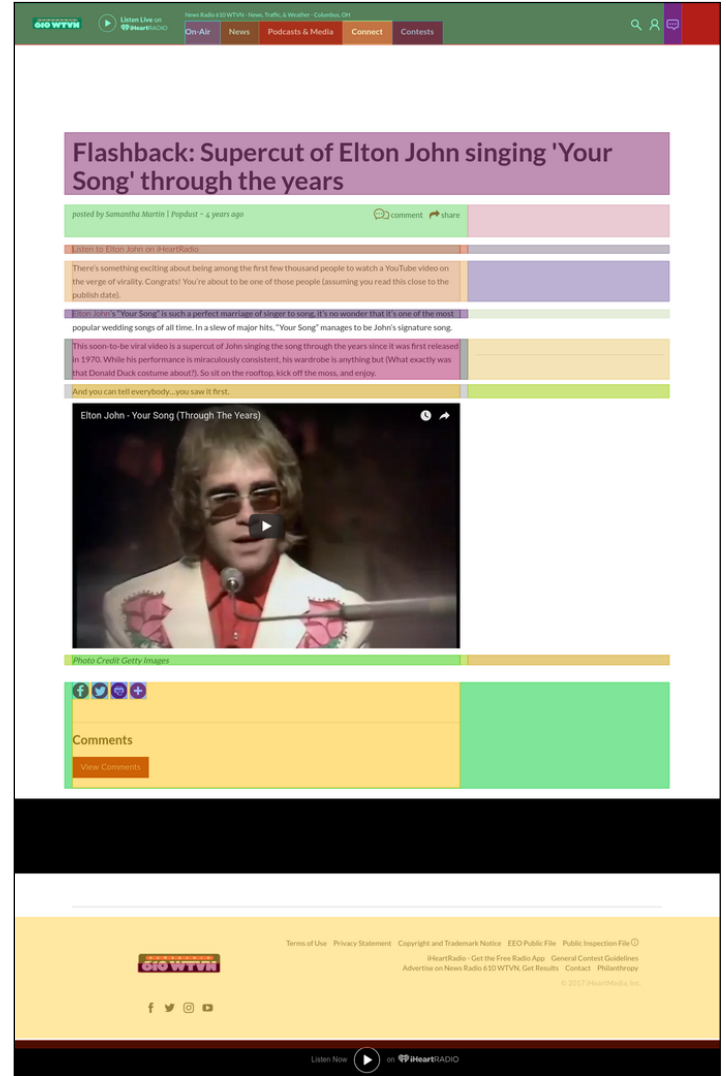 610 WTVN
Listen Live on
iHeartRADIO
News Radio 610 WTVN - News, Traffic, & Weather - Columbus, OH
On-Air News Podcasts & Media Connect Contests
Flashback: Supercut of Elton John singing 'Your
Song' through the years
posted by Samantha Martin | Popdust - 4 years ago
comment share
Listen to Elton John on iHeartRadio
There's something exciting about being among the first few thousand people to watch a YouTube video on
the verge of virality. Congrats! You're about to be one of those people (assuming you read this close to the
publish date).
Elton John's "Your Song" is such a perfect marriage of singer to song, it's no wonder that it's one of the most
popular wedding songs of all time. In a slew of major hits, "Your Song" manages to be John's signature song.
This soon-to-be viral video is a supercut of John singing the song through the years since it was first released
in 1970. While his performance is miraculously consistent, his wardrobe is anything but (What exactly was
that Donald Duck costume about?). So sit on the rooftop, kick off the moss, and enjoy.
And you can tell everybody...you saw it first.
Elton John - Your Song (Through The Years)
Photo Credit Getty Images
Comments
View Comments
610 WTVN
Terms of Use Privacy Statement Copyright and Trademark Notice EEO Public File Public Inspection File
iHeartRadio - Get the Free Radio App General Contest Guidelines
Advertise on News Radio 610 WTVN, Get Results Contact Philanthropy
© 2017 iHeartMedia, Inc.
Listen Now on iHeartRADIO